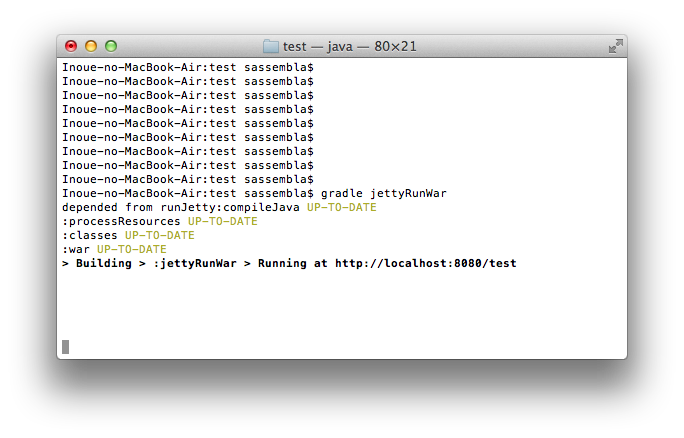 test — java — 80×21
Inoue-no-MacBook-Air:test sassembla$
Inoue-no-MacBook-Air:test sassembla$
Inoue-no-MacBook-Air:test sassembla$
Inoue-no-MacBook-Air:test sassembla$
Inoue-no-MacBook-Air:test sassembla$
Inoue-no-MacBook-Air:test sassembla$
Inoue-no-MacBook-Air:test sassembla$
Inoue-no-MacBook-Air:test sassembla$
Inoue-no-MacBook-Air:test sassembla$
Inoue-no-MacBook-Air:test sassembla$ gradle jettyRunWar
depended from runJetty:compileJava UP-TO-DATE
:processResources UP-TO-DATE
:classes UP-TO-DATE
:war UP-TO-DATE
> Building > :jettyRunWar > Running at http://localhost:8080/test